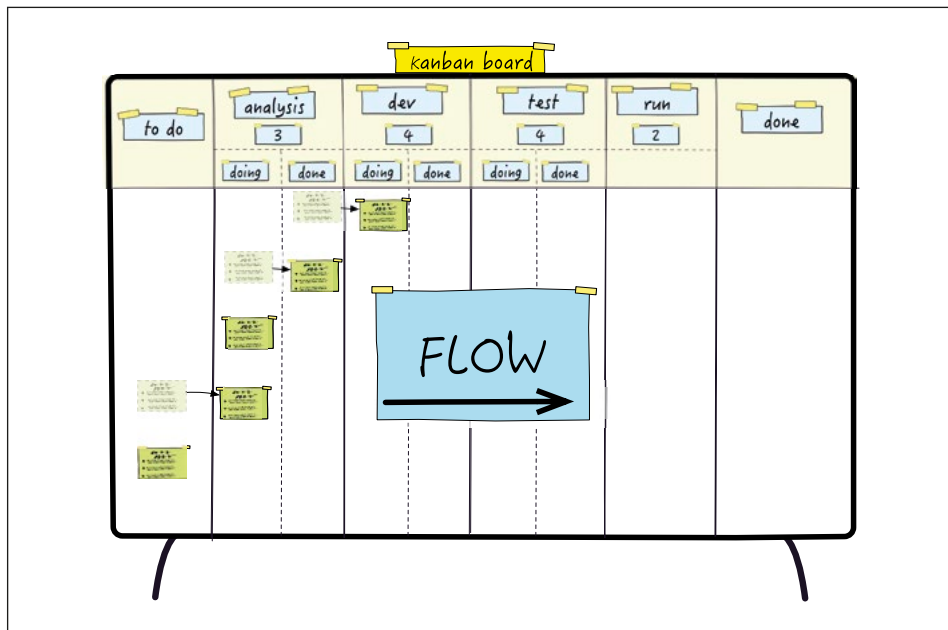 kanban board
to do
analysis
dev
test
run
done
3
4
4
2
doing
done
doing
done
doing
done
FLOW